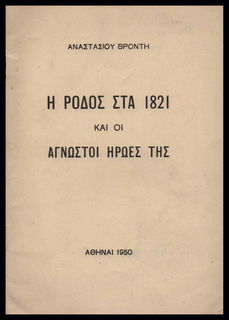 ΑΝΑΣΤΑΣΙΟΥ ΒΡΟΝΤΗ
Η ΡΟΔΟΣ ΣΤΑ 1821
ΚΑΙ ΟΙ
ΑΓΝΩΣΤΟΙ ΗΡΩΕΣ ΤΗΣ
ΑΘΗΝΑΙ 1950